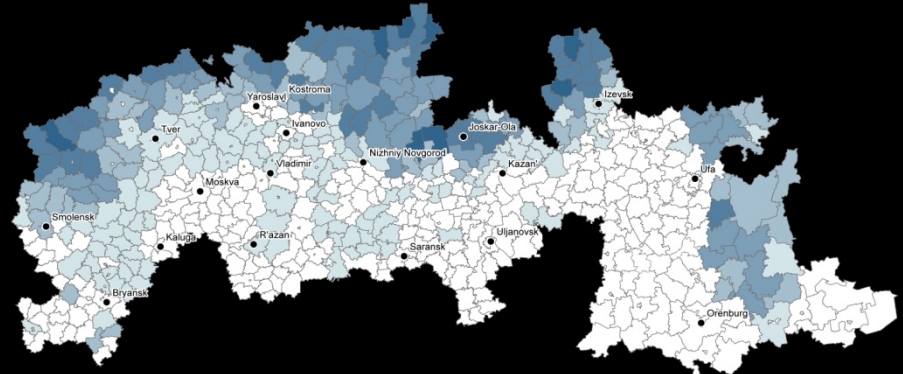 Kostroma
Yaroslavl
Izevsk
Tver
Ivanovo
Joskar-Ola
Nizhniy Novgorod
Vladimir
Kazan'
Ufa
Moskva
Smolensk
Kaluga
R'azan
Saransk
Uljanovsk
Bryansk
Orenburg